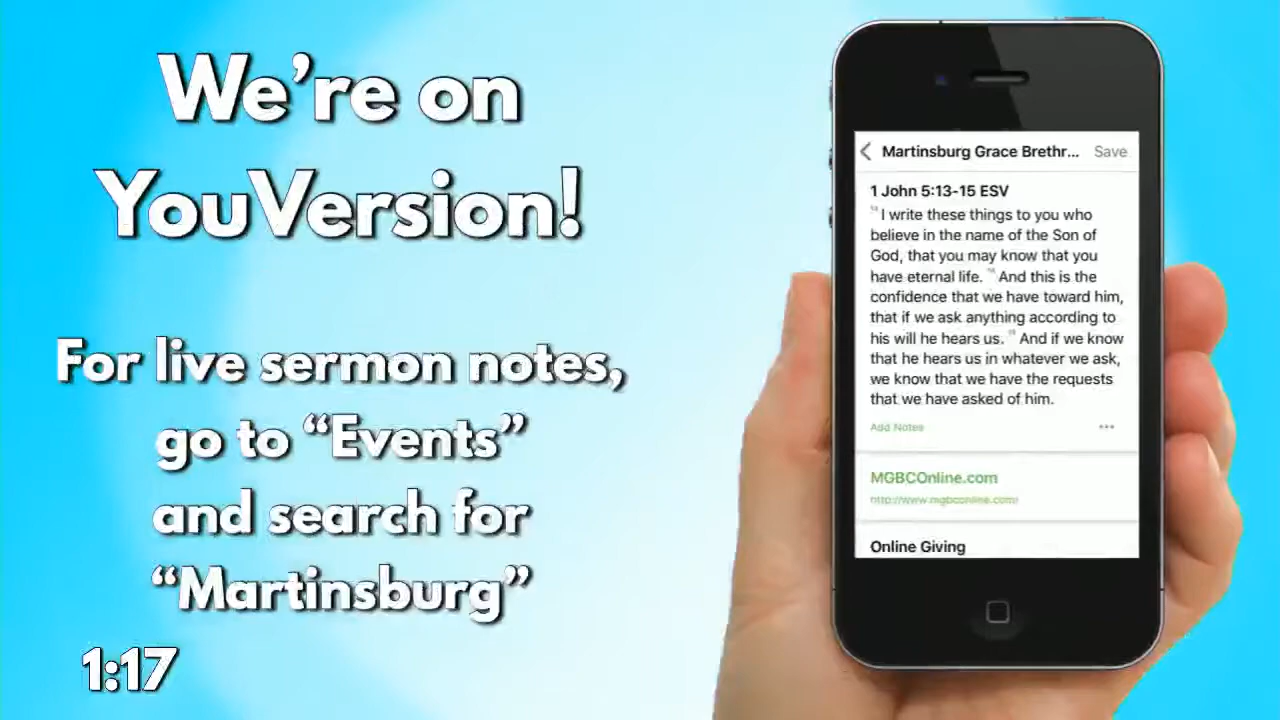 We're on
YouVersion!
For live sermon notes,
go to “Events”
and search for
“Martinsburg”
1:17
Martinsburg Grace Brethr... Save
1 John 5:13-15 ESV
I write these things to you who
believe in the name of the Son of
God, that you may know that you
have eternal life. And this is the
confidence that we have toward him,
that if we ask anything according to
his will he hears us. And if we know
that he hears us in whatever we ask,
we know that we have the requests
that we have asked of him.
Add Notes
MGBCOnline.com
http://www.mgbconline.com/
Online Giving